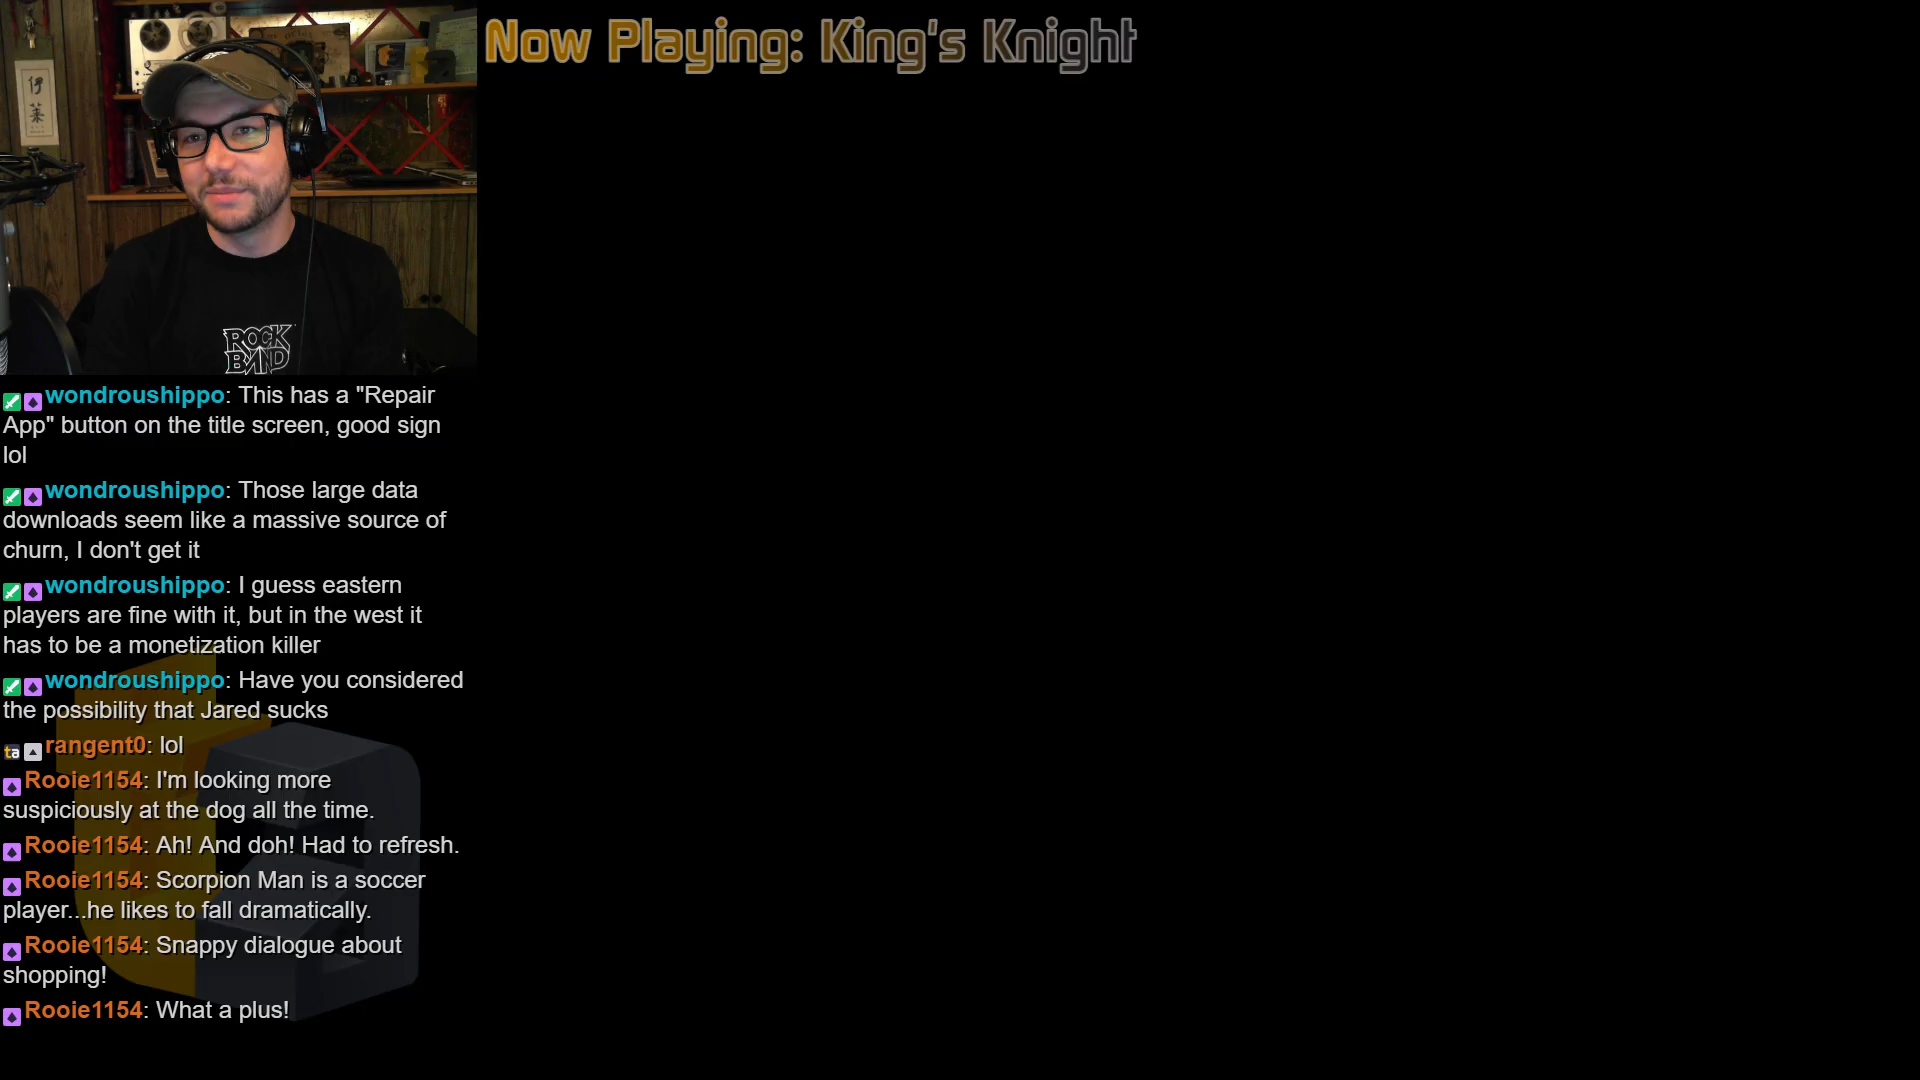 Now Playing: King's Knight
伊
莱
ROCK
BAND
wondroushippo: This has a "Repair
App" button on the title screen, good sign
lol
wondroushippo: Those large data
downloads seem like a massive source of
churn, I don't get it
wondroushippo: I guess eastern
players are fine with it, but in the west it
has to be a monetization killer
wondroushippo: Have you considered
the possibility that Jared sucks
ta rangent0: lol
Rooie1154: I'm looking more
suspiciously at the dog all the time.
Rooie1154: Ah! And doh! Had to refresh.
Rooie1154: Scorpion Man is a soccer
player...he likes to fall dramatically.
Rooie1154: Snappy dialogue about
shopping!
Rooie1154: What a plus!